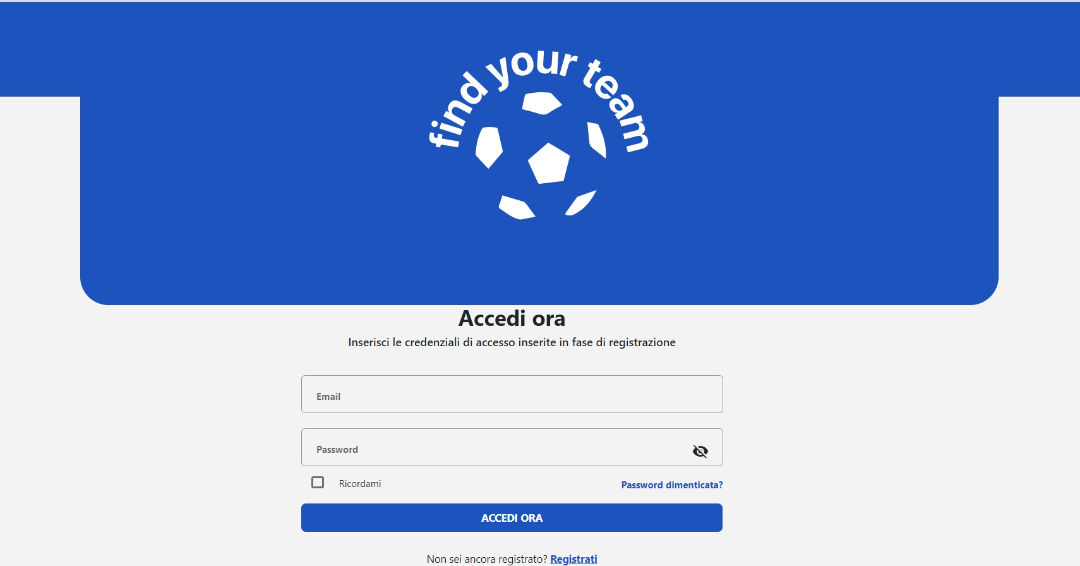 find your team
Accedi ora
Inserisci le credenziali di accesso inserite in fase di registrazione
Email
Password
Ricordami
Password dimenticata?
ACCEDI ORA
Non sei ancora registrato? Registrati